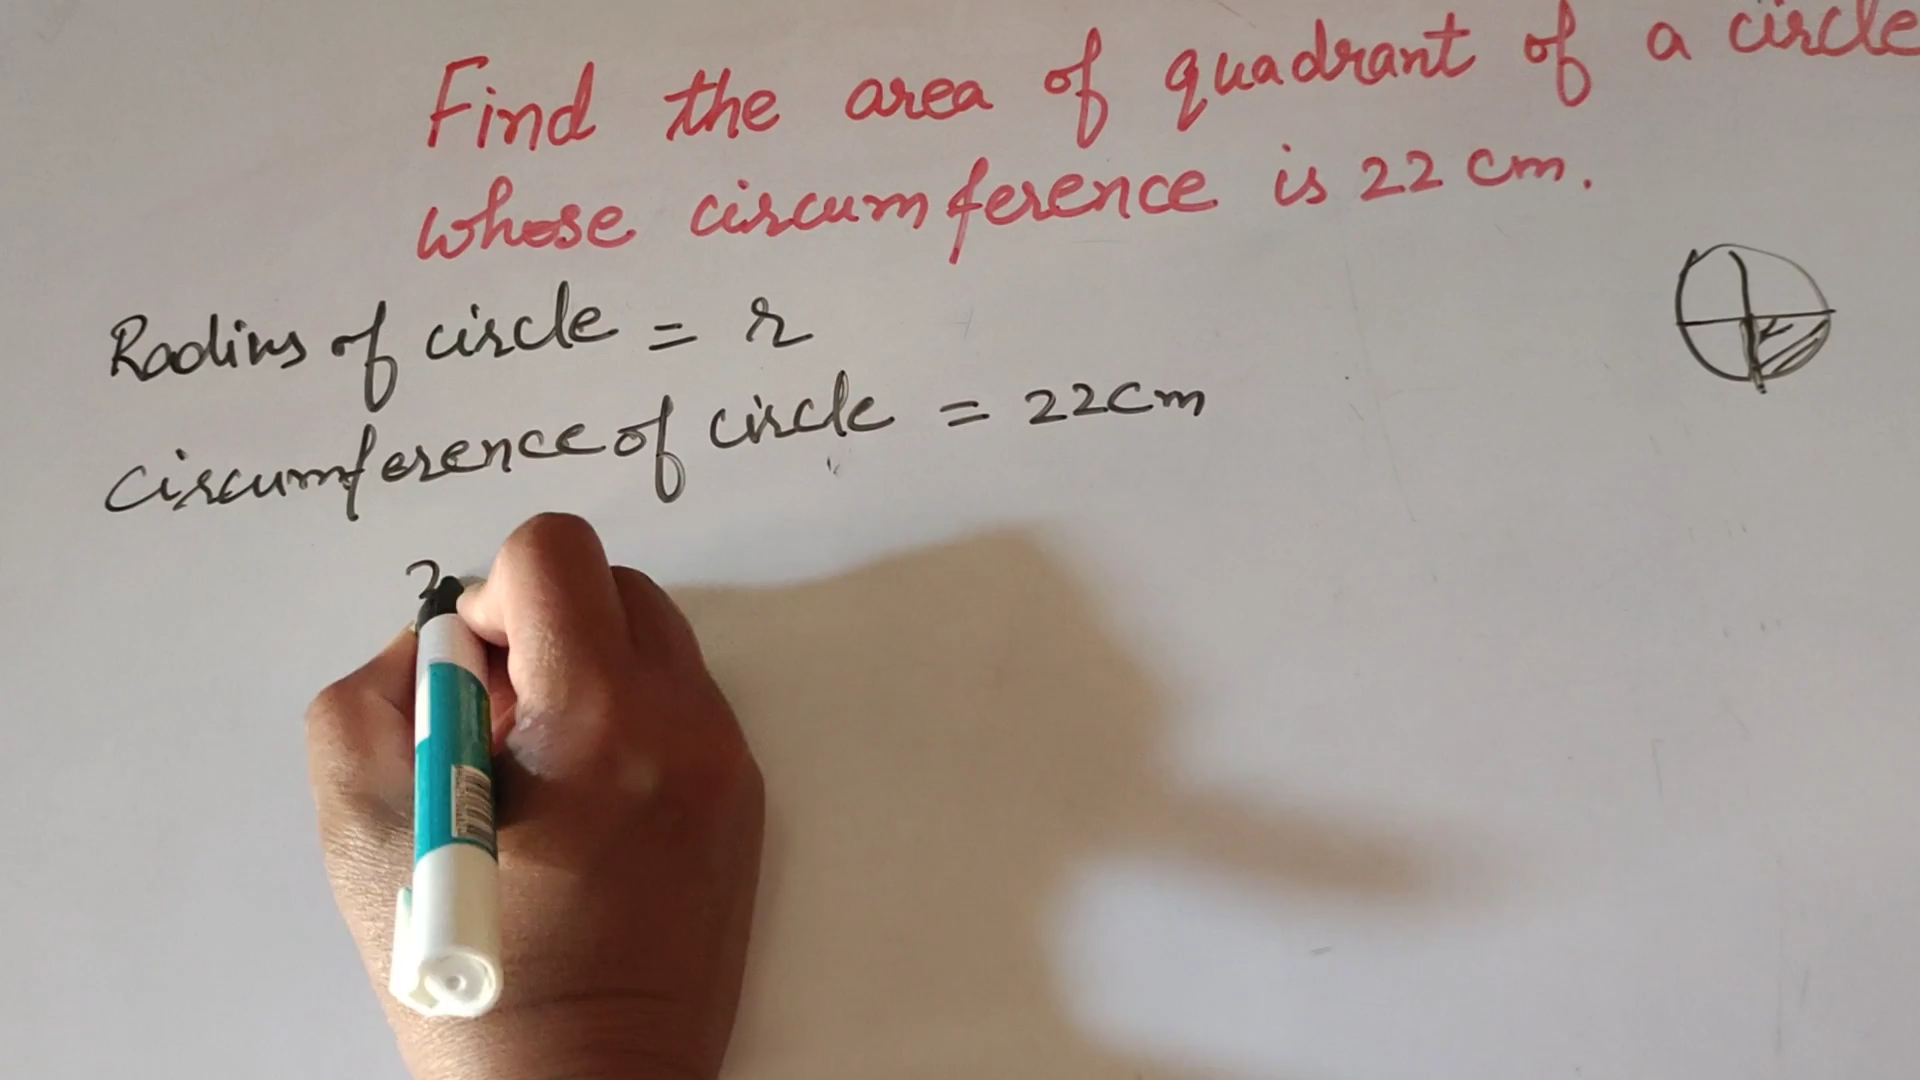 Find the area of quadrant of a circle
whose circumference is 22 cm.
Radius of circle = r
circumference of circle = 22cm
2